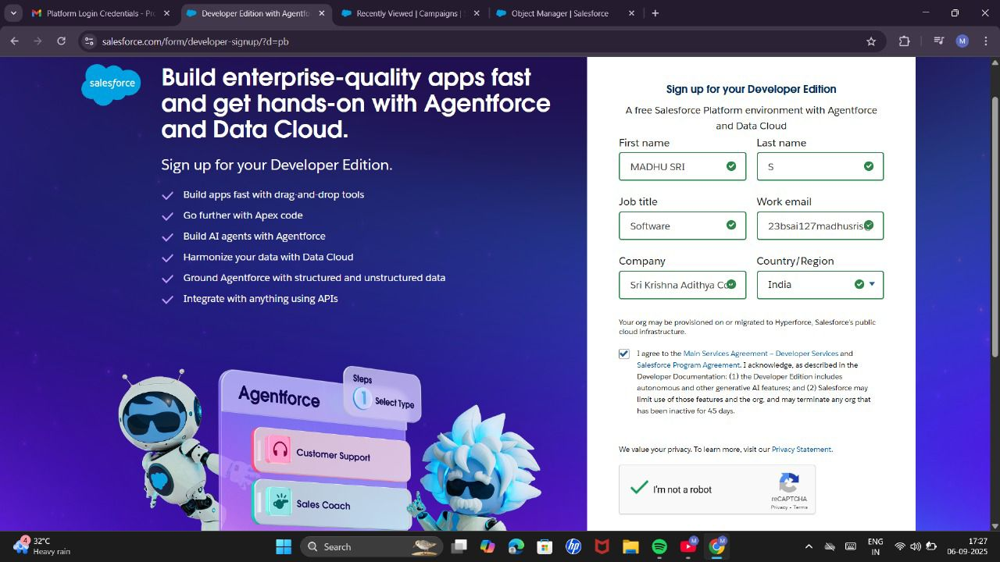 Platform Login Credentials - Pro
Developer Edition with Agentfo
Recently Viewed | Campaigns |
Object Manager | Salesforce
salesforce.com/form/developer-signup/?d=pb
M
salesforce
Build enterprise-quality apps fast
and get hands-on with Agentforce
and Data Cloud.
Sign up for your Developer Edition.
Build apps fast with drag-and-drop tools
Go further with Apex code
Build AI agents with Agentforce
Harmonize your data with Data Cloud
Ground Agentforce with structured and unstructured data
Integrate with anything using APIs
Agentforce
Steps
1 Select Type
Customer Support
Sales Coach
Sign up for your Developer Edition
A free Salesforce Platform environment with Agentforce
and Data Cloud
First name Last name
MADHU SRI S
Job title Work email
Software 23bsai127madhusris
Company Country/Region
Sri Krishna Adithya Co India
Your org may be provisioned on or migrated to Hyperforce, Salesforce's public
cloud infrastructure.
I agree to the Main Services Agreement – Developer Services and
Salesforce Program Agreement. I acknowledge, as described in the
Developer Documentation: (1) the Developer Edition includes
autonomous and other generative AI features; and (2) Salesforce may
limit use of those features and the org, and may terminate any org that
has been inactive for 45 days.
We value your privacy. To learn more, visit our Privacy Statement.
I'm not a robot
reCAPTCHA
Privacy - Terms
4
32°C
Heavy rain
Search
hp
M
M
ENG
IN
17:27
06-09-2025